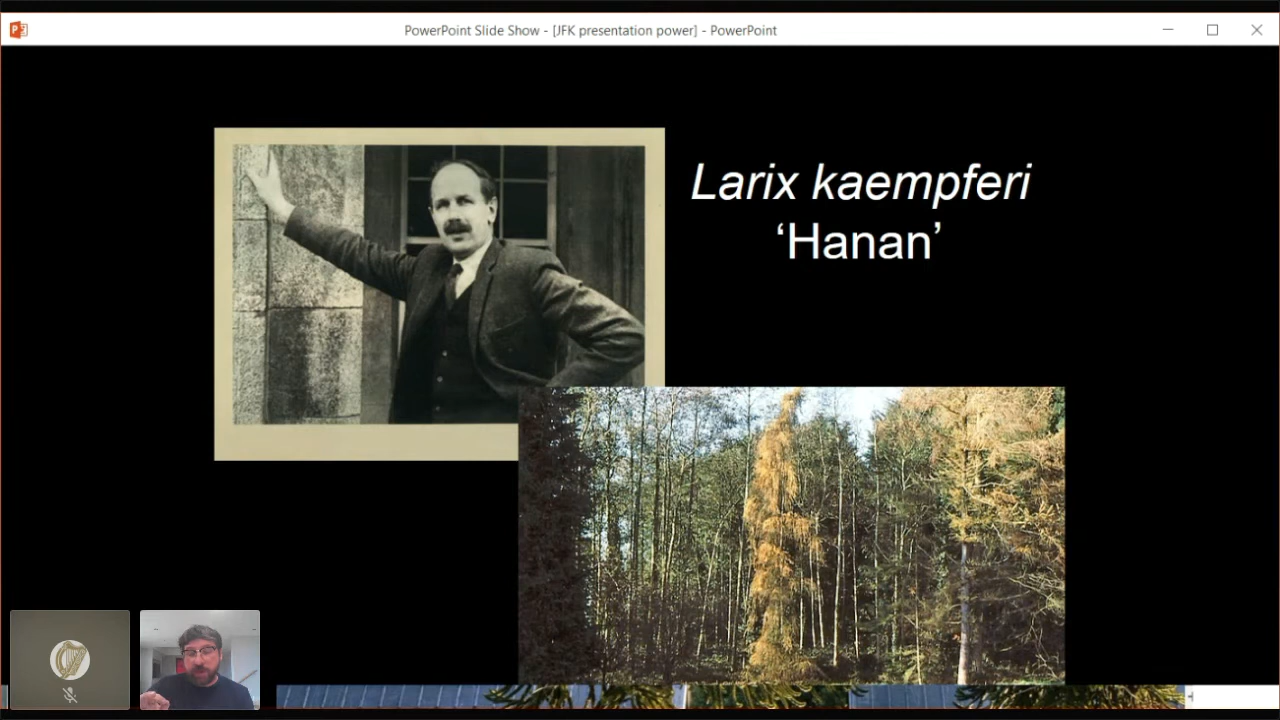 PowerPoint Slide Show - [JFK presentation power] - PowerPoint
Larix kaempferi
‘Hanan’